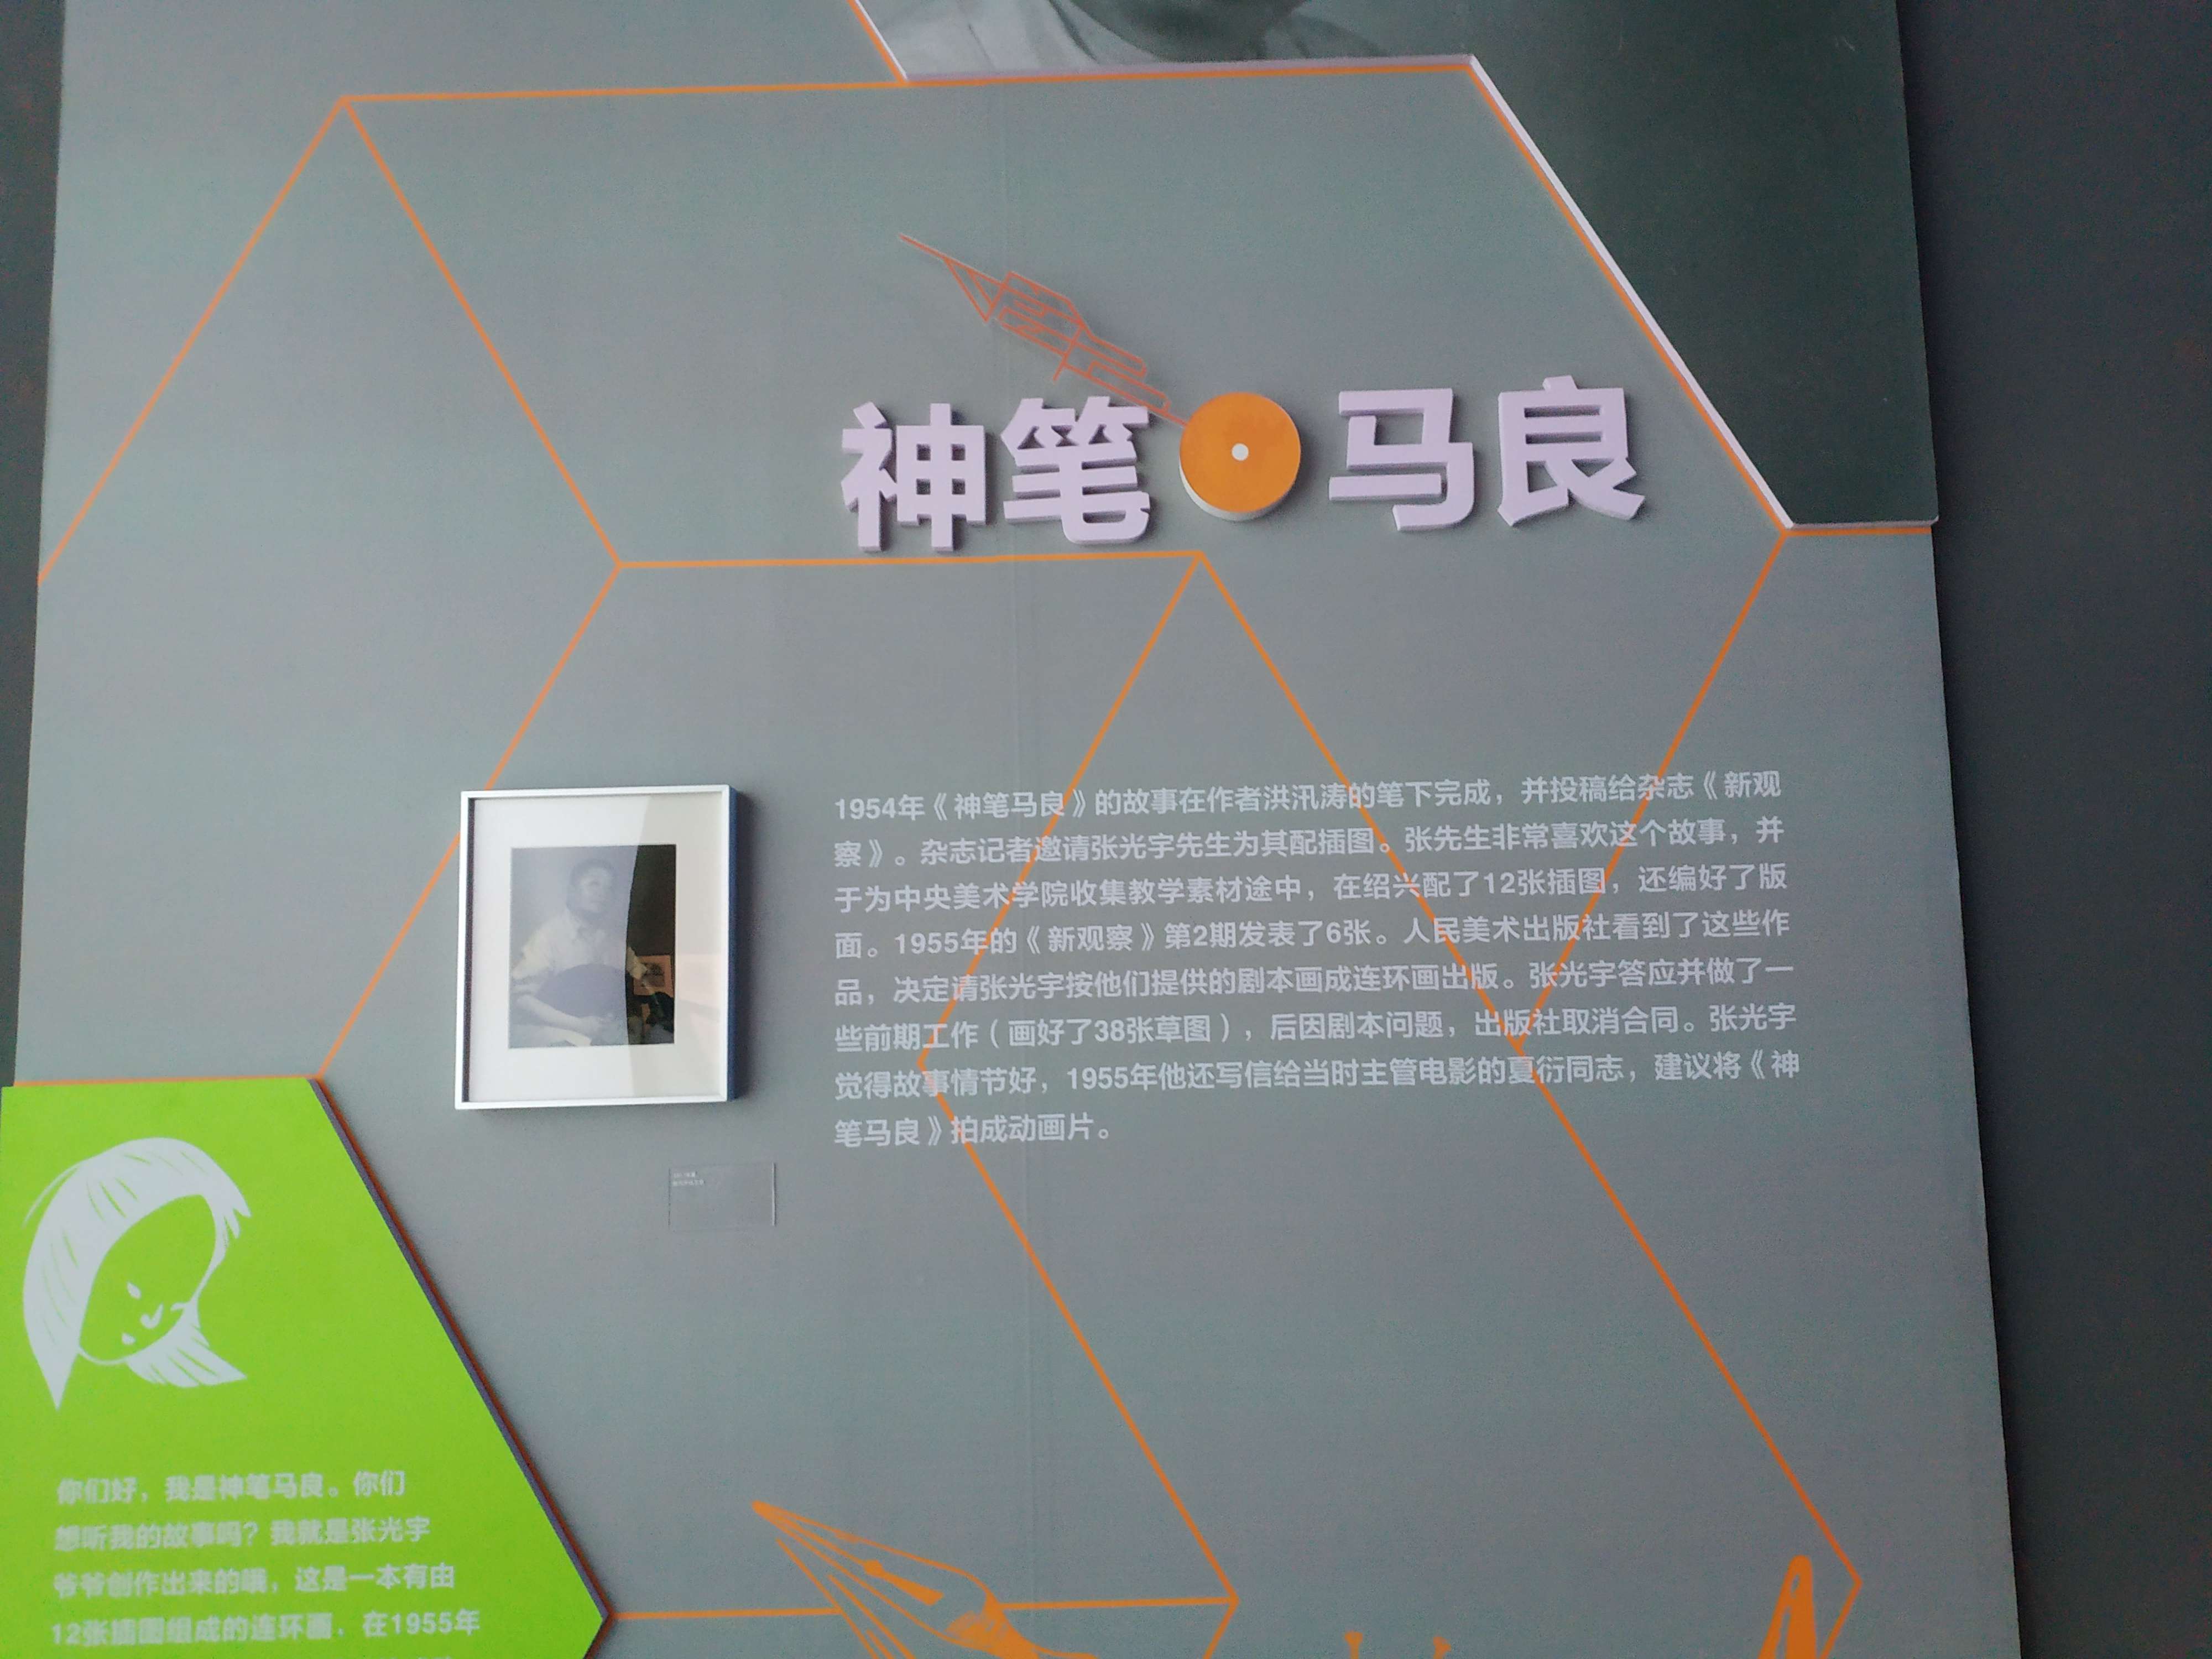 神笔马良
1954年《神笔马良》的故事在作者洪汛涛的笔下完成，并投稿给杂志《新观
察》。杂志记者邀请张光宇先生为其配插图。张先生非常喜欢这个故事，并
于为中央美术学院收集教学素材途中，在绍兴配了12张插图，还编好了版
面。1955年的《新观察》第2期发表了6张。人民美术出版社看到了这些作
品，决定请张光宇按他们提供的剧本画成连环画出版。张光宇答应并做了一
些前期工作（画好了38张草图），后因剧本问题，出版社取消合同。张光宇
觉得故事情节好，1955年他还写信给当时主管电影的夏衍同志，建议将《神
笔马良》拍成动画片。
你们好，我是神笔马良。你们
想听我的故事吗？我就是张光宇
爷爷创作出来的哦，这是一本有由
12张插图组成的连环画，在1955年